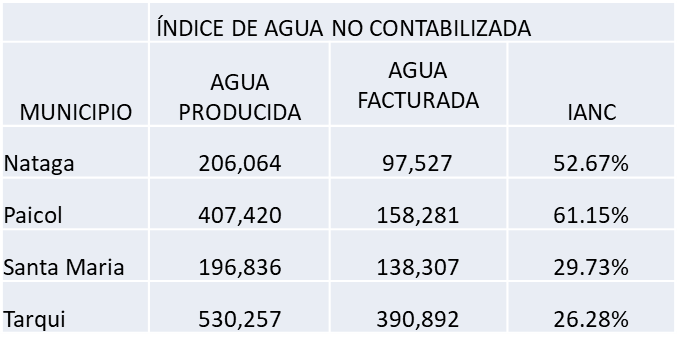 ÍNDICE DE AGUA NO CONTABILIZADA
MUNICIPIO AGUA PRODUCIDA AGUA FACTURADA IANC
Nataga 206,064 97,527 52.67%
Paicol 407,420 158,281 61.15%
Santa Maria 196,836 138,307 29.73%
Tarqui 530,257 390,892 26.28%